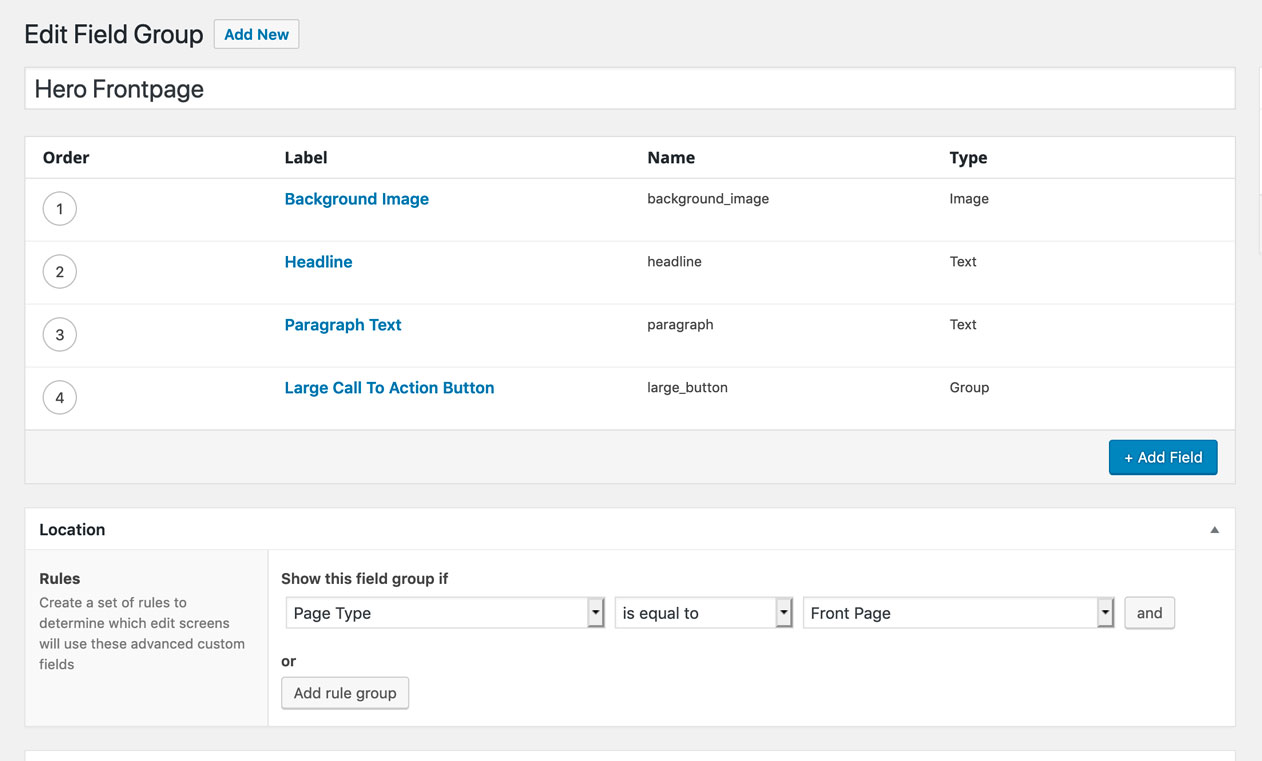 Edit Field Group Add New
Hero Frontpage
Order Label Name Type
1 Background Image background_image Image
2 Headline headline Text
3 Paragraph Text paragraph Text
4 Large Call To Action Button large_button Group
+ Add Field
Location
Rules
Create a set of rules to
determine which edit screens
will use these advanced custom
fields
Show this field group if
Page Type is equal to Front Page and
or
Add rule group